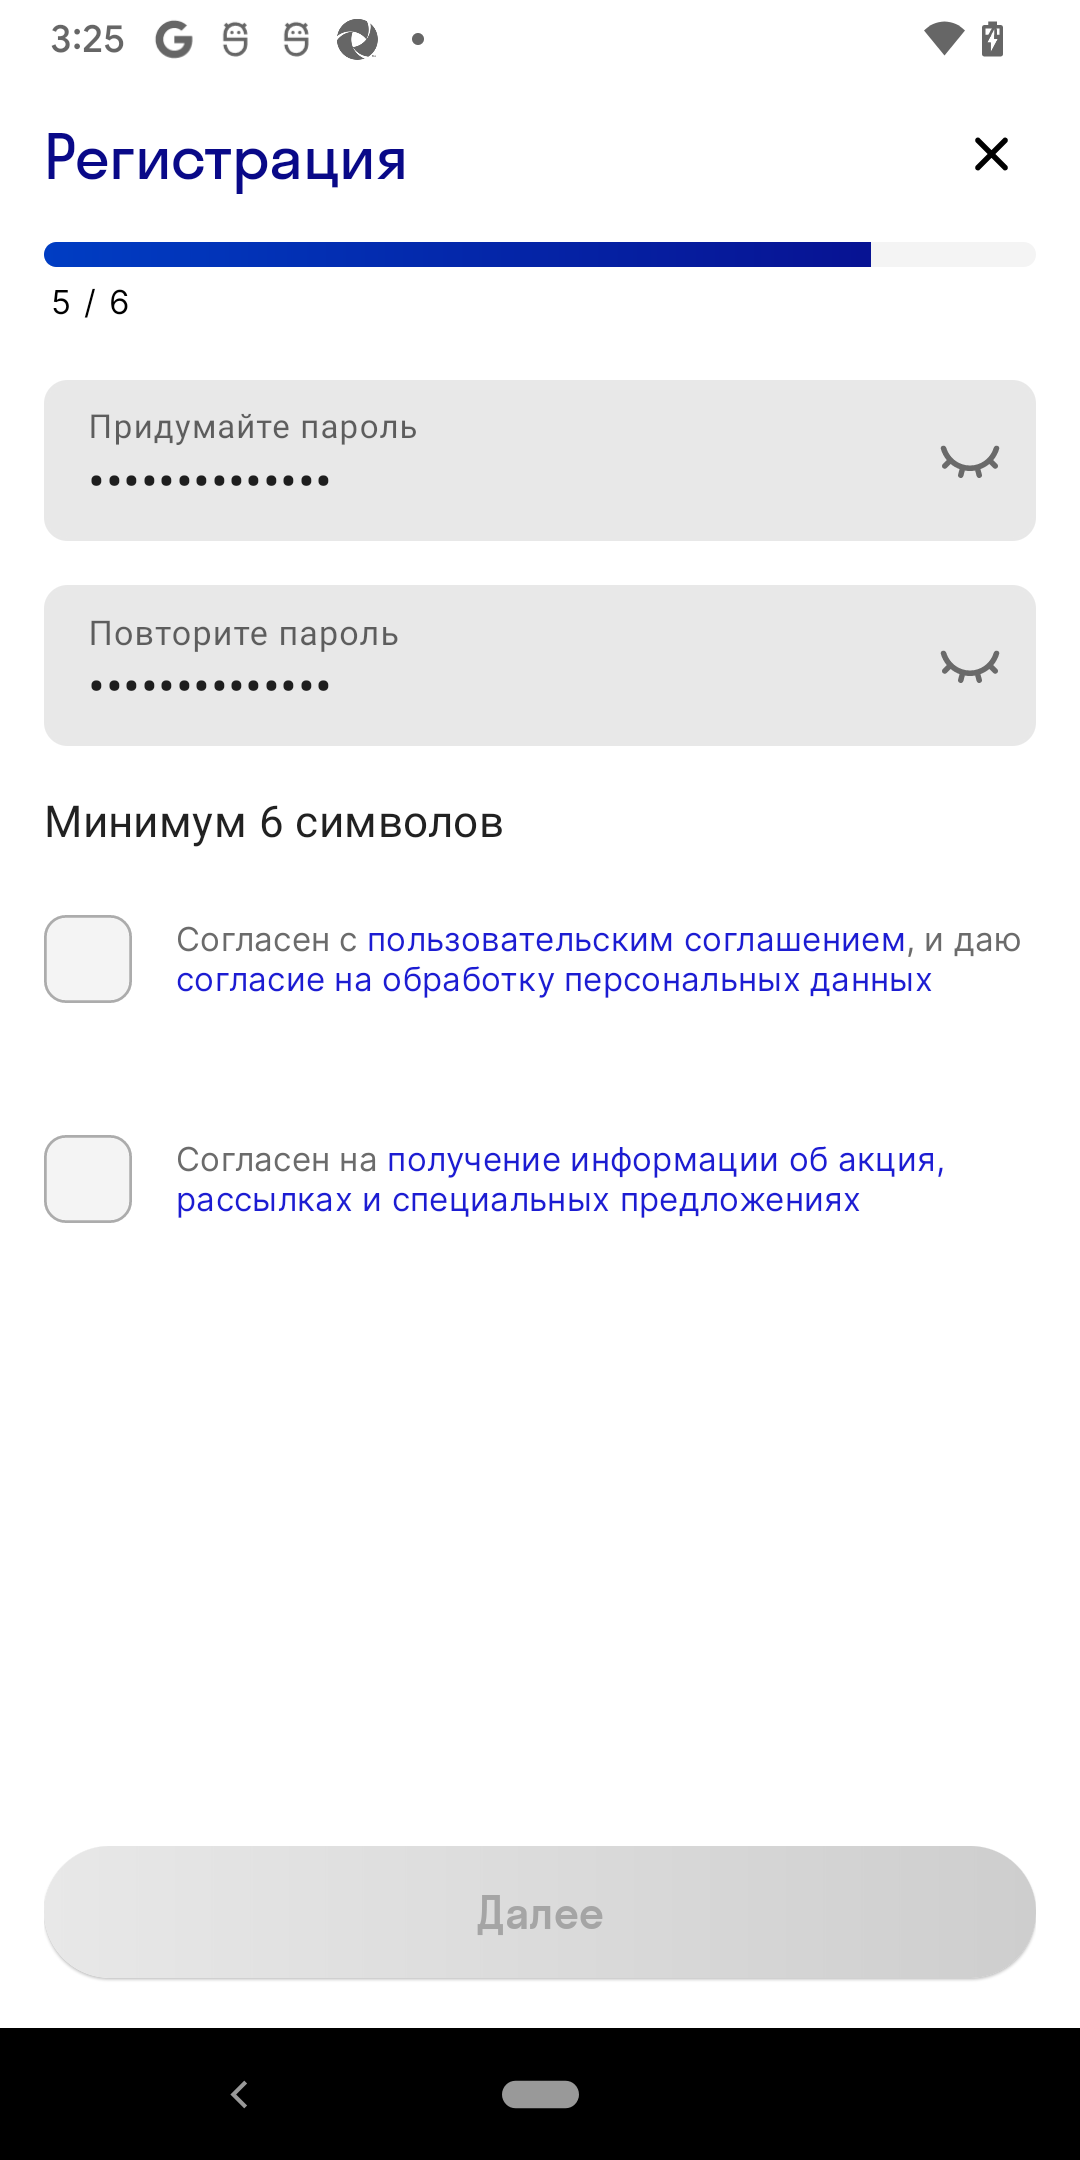 3:25
Регистрация
5 / 6
Придумайте пароль
••••••••••••••
Повторите пароль
••••••••••••••
Минимум 6 символов
Согласен с пользовательским соглашением, и даю
согласие на обработку персональных данных
Согласен на получение информации об акция,
рассылках и специальных предложениях
Далее